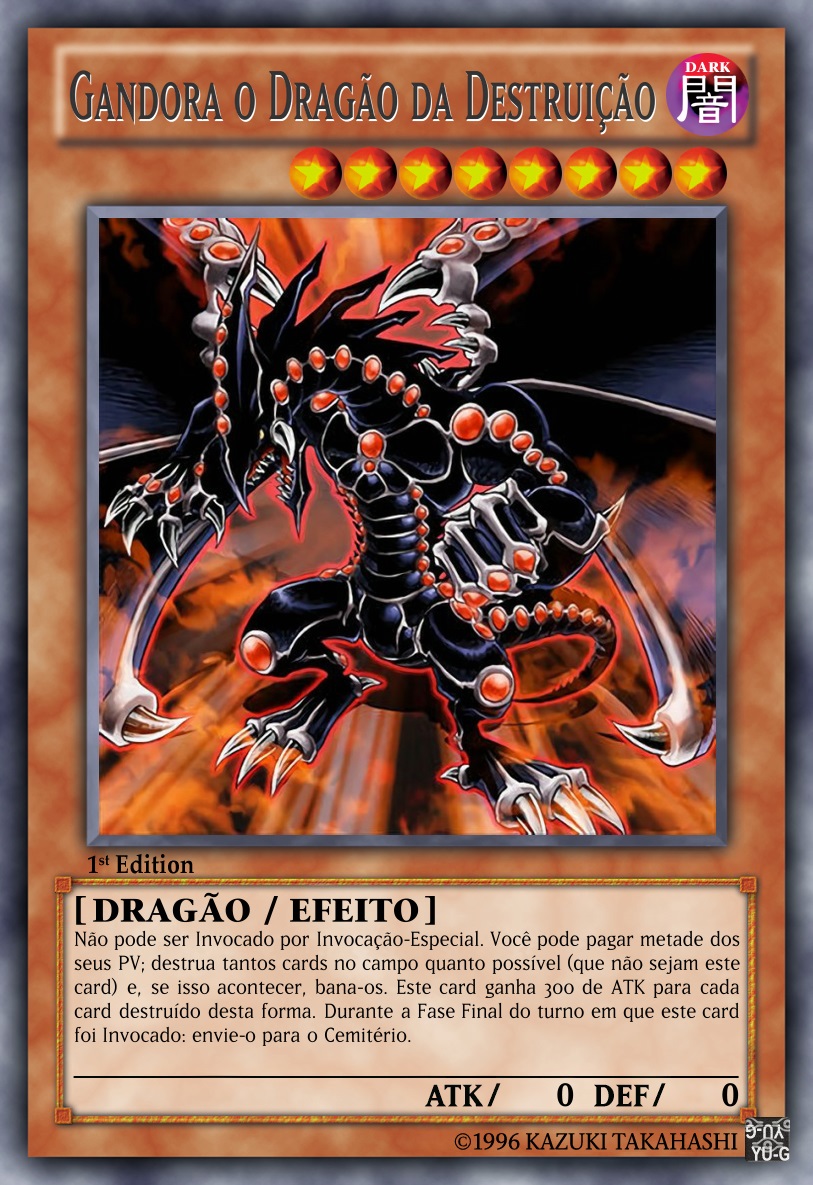 Gandora o Dragão da Destruição
DARK
闇
1st Edition
[ DRAGÃO / EFEITO ]
Não pode ser Invocado por Invocação-Especial. Você pode pagar metade dos
seus PV; destrua tantos cards no campo quanto possível (que não sejam este
card) e, se isso acontecer, bana-os. Este card ganha 300 de ATK para cada
card destruído desta forma. Durante a Fase Final do turno em que este card
foi Invocado: envie-o para o Cemitério.
ATK/ 0 DEF/ 0
©1996 KAZUKI TAKAHASHI
YU-G
YU-G